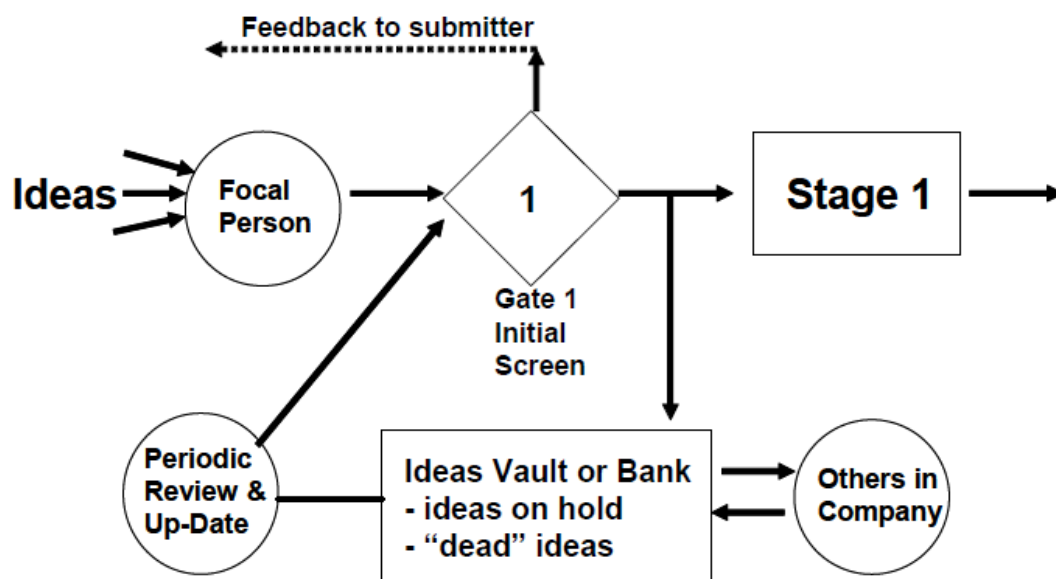 Feedback to submitter
Ideas
Focal
Person
1
Stage 1
Gate 1
Initial
Screen
Periodic
Review &
Up-Date
Ideas Vault or Bank
- ideas on hold
- “dead” ideas
Others in
Company